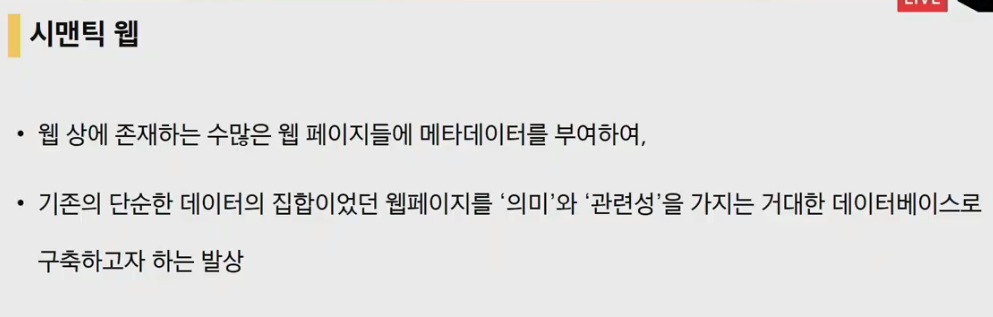 LIVE
시맨틱 웹
• 웹 상에 존재하는 수많은 웹 페이지들에 메타데이터를 부여하여,
• 기존의 단순한 데이터의 집합이었던 웹페이지를 ‘의미’와 ‘관련성’을 가지는 거대한 데이터베이스로
구축하고자 하는 발상